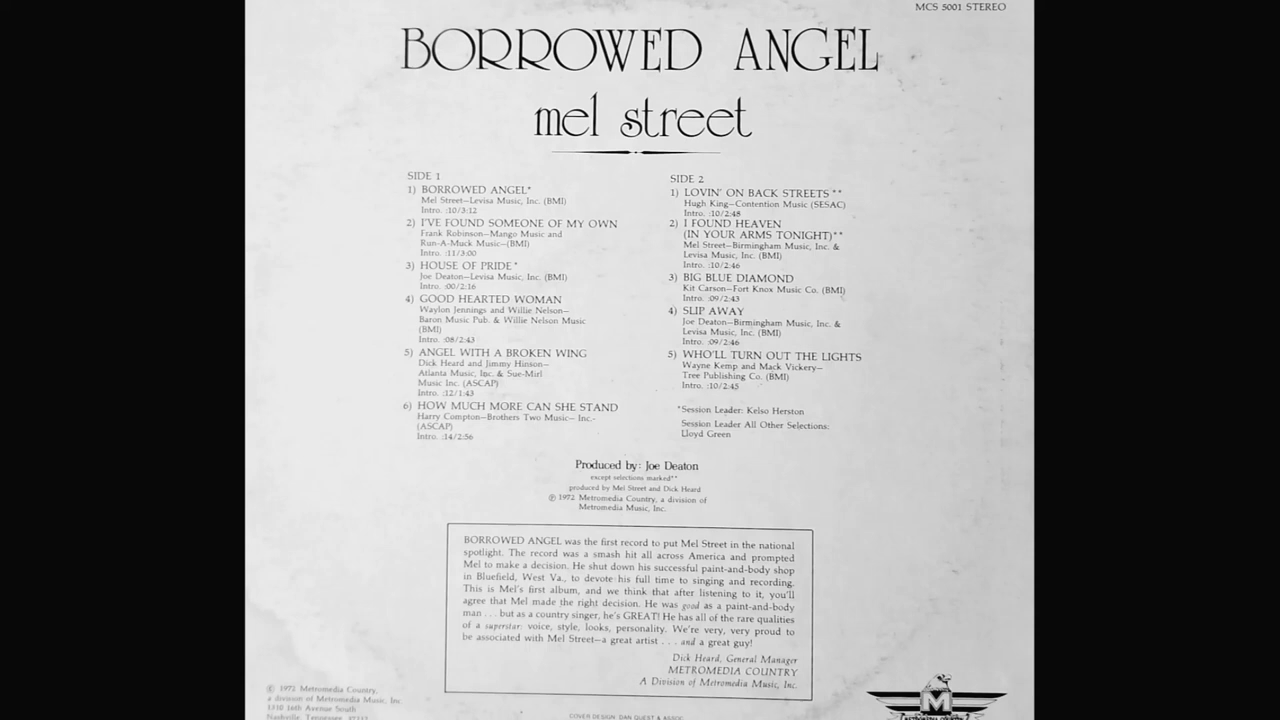 MCS 5001 STEREO
BORROWED ANGEL
mel street
SIDE 1
1) BORROWED ANGEL*
Mel Street—Levisa Music, Inc. (BMI)
Intro. :10/3:12
2) I'VE FOUND SOMEONE OF MY OWN
Frank Robinson—Mango Music and
Run-A-Muck Music—(BMI)
Intro. :11/3:00
3) HOUSE OF PRIDE*
Joe Deaton—Levisa Music, Inc. (BMI)
Intro. :00/2:16
4) GOOD HEARTED WOMAN
Waylon Jennings and Willie Nelson—
Baron Music Pub. & Willie Nelson Music
(BMI)
Intro. :08/2:43
5) ANGEL WITH A BROKEN WING
Dick Heard and Jimmy Hinson—
Atlanta Music, Inc. & Sue-Mirl
Music Inc. (ASCAP)
Intro. :12/1:43
6) HOW MUCH MORE CAN SHE STAND
Harry Compton—Brothers Two Music— Inc.-
(ASCAP)
Intro. :14/2:56
SIDE 2
1) LOVIN' ON BACK STREETS**
Hugh King—Contention Music (SESAC)
Intro. :10/2:48
2) I FOUND HEAVEN
(IN YOUR ARMS TONIGHT)**
Mel Street—Birmingham Music, Inc. &
Levisa Music, Inc. (BMI)
Intro. :10/2:46
3) BIG BLUE DIAMOND
Kit Carson—Fort Knox Music Co. (BMI)
Intro. :09/2:43
4) SLIP AWAY
Joe Deaton—Birmingham Music, Inc. &
Levisa Music, Inc. (BMI)
Intro. :09/2:46
5) WHO'LL TURN OUT THE LIGHTS
Wayne Kemp and Mack Vickery—
Tree Publishing Co. (BMI)
Intro. :10/2:45
*Session Leader: Kelso Herston
Session Leader All Other Selections:
Lloyd Green
Produced by: Joe Deaton
except selections marked**
produced by Mel Street and Dick Heard
℗ 1972 Metromedia Country, a division of
Metromedia Music, Inc.
BORROWED ANGEL was the first record to put Mel Street in the national
spotlight. The record was a smash hit all across America and prompted
Mel to make a decision. He shut down his successful paint-and-body shop
in Bluefield, West Va., to devote his full time to singing and recording.
This is Mel's first album, and we think that after listening to it, you'll
agree that Mel made the right decision. He was good as a paint-and-body
man . . . but as a country singer, he's GREAT! He has all of the rare qualities
of a superstar: voice, style, looks, personality. We're very, very proud to
be associated with Mel Street—a great artist . . . and a great guy!
Dick Heard, General Manager
METROMEDIA COUNTRY
A Division of Metromedia Music, Inc.
© 1972 Metromedia Country,
a division of Metromedia Music, Inc.
1310 16th Avenue South
Nashville, Tennessee 37212
COVER DESIGN: DAN QUEST & ASSOC.
M